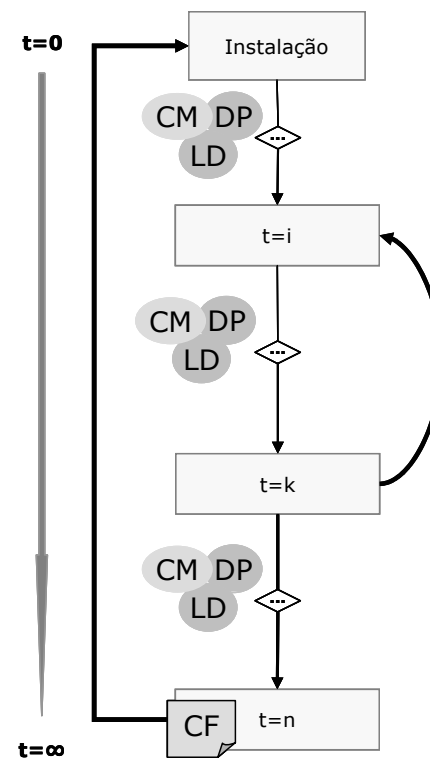 t=0
Instalação
CM DP
...
LD
t=i
CM DP
...
LD
t=k
CM DP
...
LD
CF
t=n
t=∞